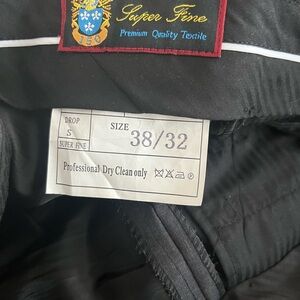 Super Fine
Premium Quality Textile
DROP
S
SUPER FINE
SIZE
38/32
Professional Dry Clean only